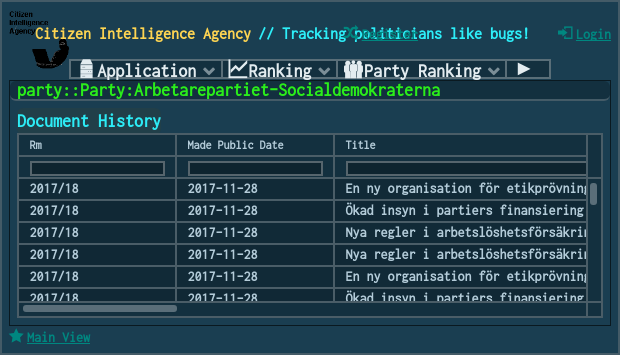 Citizen
Intelligence
Agency
Citizen Intelligence Agency // Tracking politicians like bugs!
Login
Application
Ranking
Party Ranking
party::Party:Arbetarepartiet-Socialdemokraterna
Document History
Rm Made Public Date Title
2017/18 2017-11-28 En ny organisation för etikprövning
2017/18 2017-11-28 Ökad insyn i partiers finansiering
2017/18 2017-11-28 Nya regler i arbetslöshetsförsäkrin
2017/18 2017-11-28 Nya regler i arbetslöshetsförsäkrin
2017/18 2017-11-28 En ny organisation för etikprövning
2017/18 2017-11-28 Ökad insyn i partiers finansiering
Main View